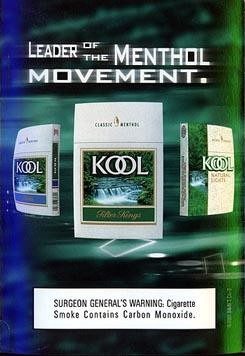 LEADER OF THE MENTHOL
MOVEMENT.
CLASSIC MENTHOL
KOOL
KOOL
KOOL
NATURAL
LIGHTS
Filter Kings
SURGEON GENERAL'S WARNING: Cigarette
Smoke Contains Carbon Monoxide.